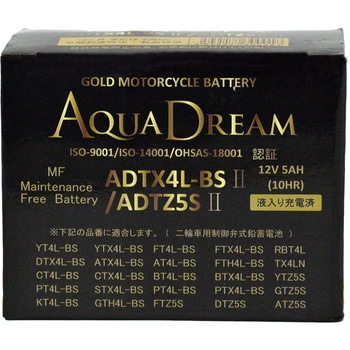 GOLD MOTORCYCLE BATTERY
AQUA DREAM
ISO-9001/ISO-14001/OHSAS-18001 認証
MF
Maintenance
Free Battery
ADTX4L-BS II
/ADTZ5S II
12V 5AH
(10HR)
液入り充電済
※下記の品番に適合します。(二輪車用制御弁式鉛蓄電池)
YT4L-BS YTX4L-BS FT4L-BS FTX4L-BS RBT4L
DTX4L-BS ATX4L-BS AT4L-BS FTH4L-BS TX4LN
CT4L-BS CTX4L-BS BT4L-BS BTX4L-BS YTZ5S
PT4L-BS STX4L-BS ST4L-BS PTX4L-BS GTZ5S
KT4L-BS GTH4L-BS FTZ5S DTZ5S ATZ5S